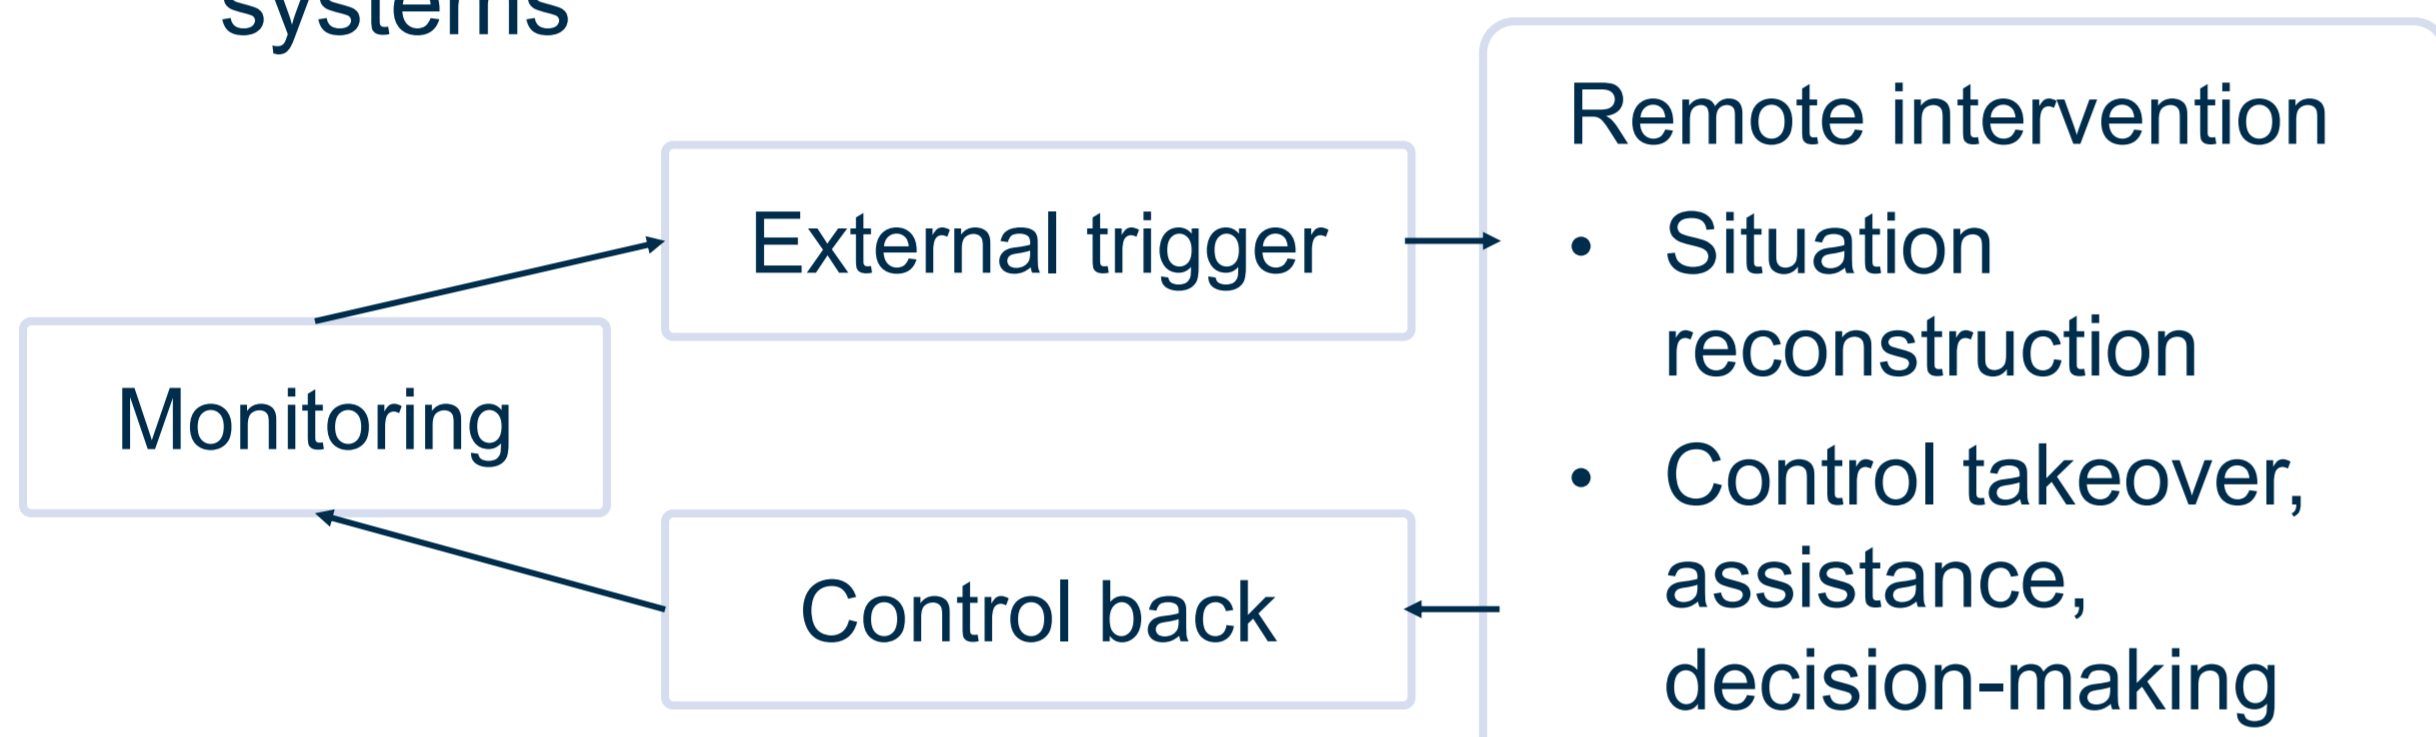 systems
Remote intervention
External trigger
• Situation
reconstruction
Monitoring
• Control takeover,
assistance,
Control back
decision-making